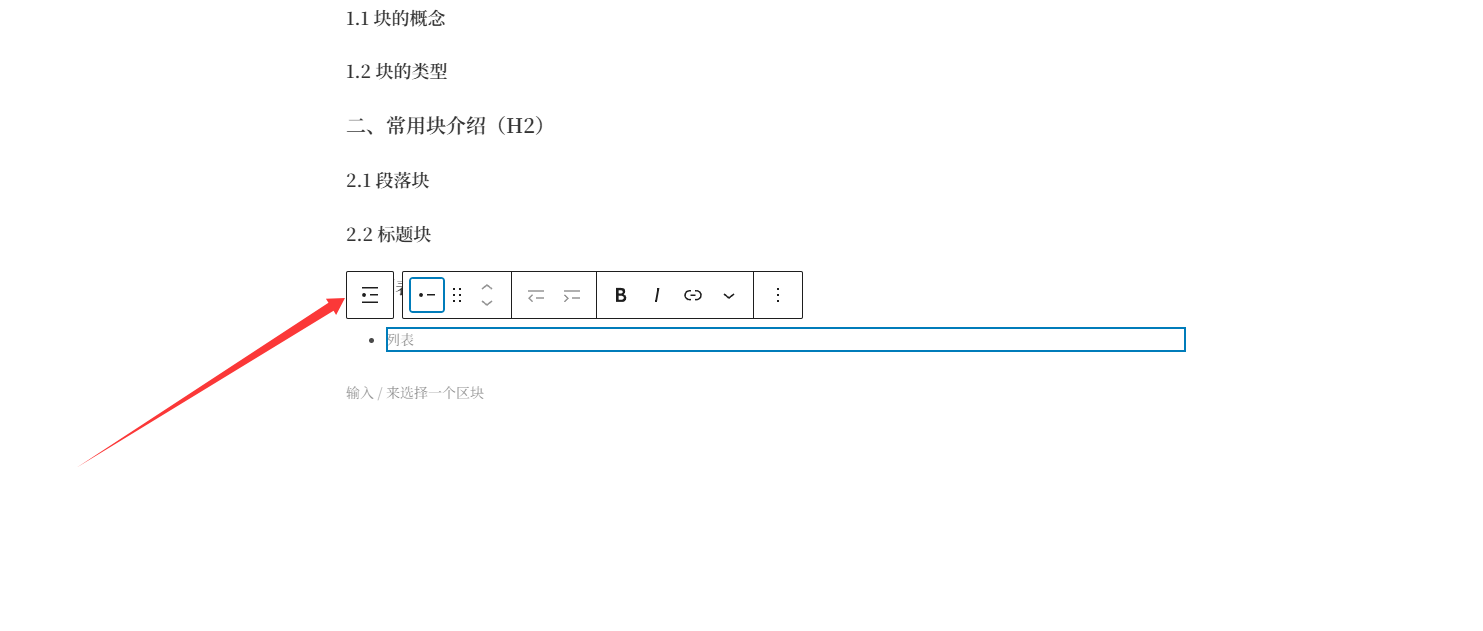 1.1 块的概念
1.2 块的类型
二、常用块介绍（H2）
2.1 段落块
2.2 标题块
B I
列表
输入 / 来选择一个区块